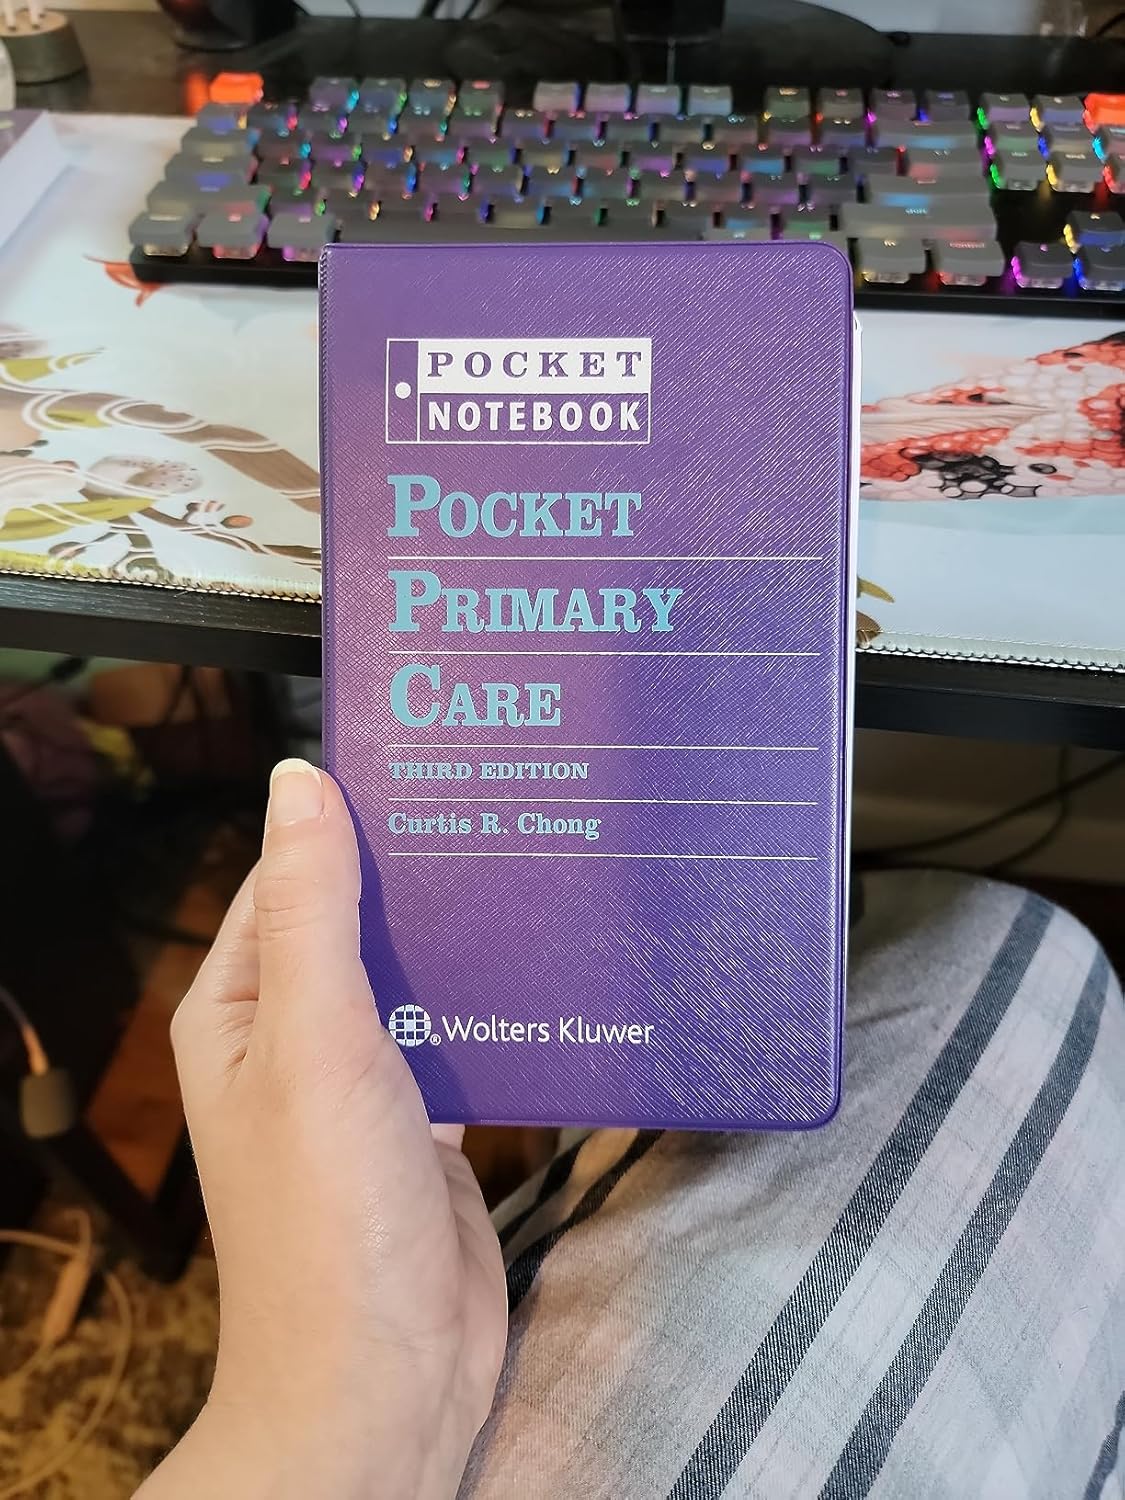 POCKET
NOTEBOOK
POCKET
PRIMARY
CARE
THIRD EDITION
Curtis R. Chong
®
Wolters Kluwer